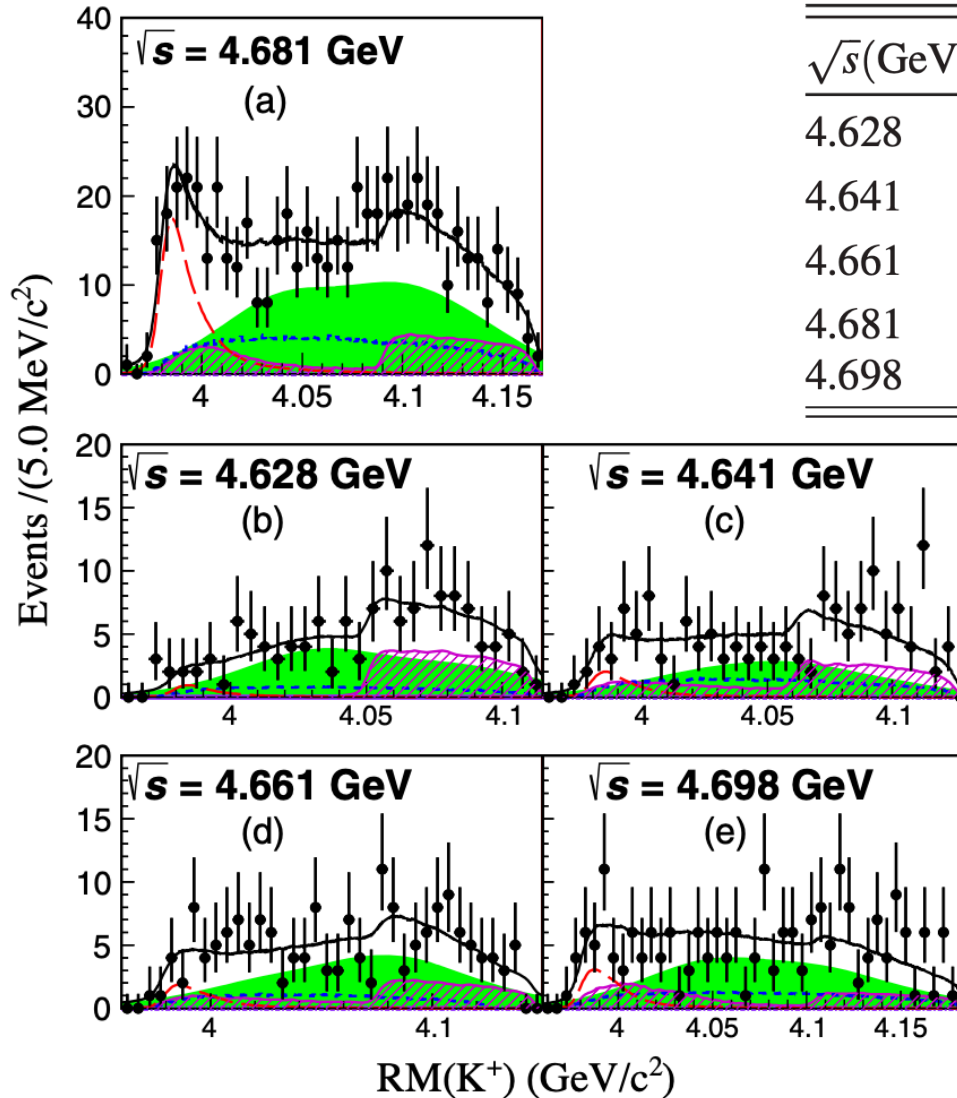 40
√s = 4.681 GeV
(a)
30
20
10
0
4
4.05
4.1
4.15
√s(GeV
4.628
4.641
4.661
4.681
4.698
Events /(5.0 MeV/c²)
20
√s = 4.628 GeV
(b)
15
10
5
0
4
4.05
4.1
√s = 4.641 GeV
(c)
4
4.05
4.1
20
√s = 4.661 GeV
(d)
15
10
5
0
4
4.1
√s = 4.698 GeV
(e)
4
4.05
4.1
4.15
RM(K⁺) (GeV/c²)